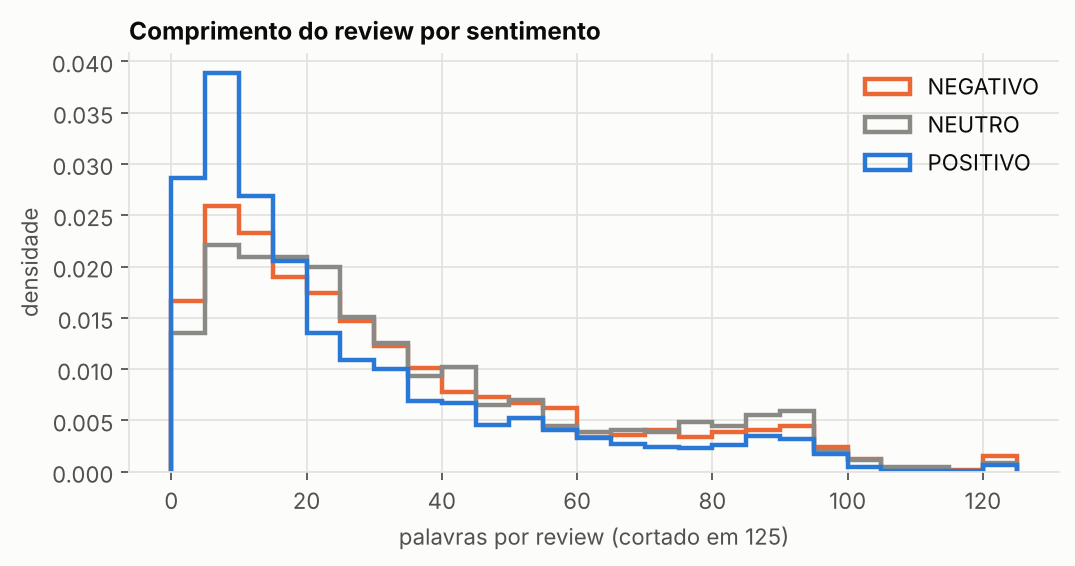 Comprimento do review por sentimento
0.040
0.035
0.030
0.025
0.020
0.015
0.010
0.005
0.000
densidade
NEGATIVO
NEUTRO
POSITIVO
0 20 40 60 80 100 120
palavras por review (cortado em 125)